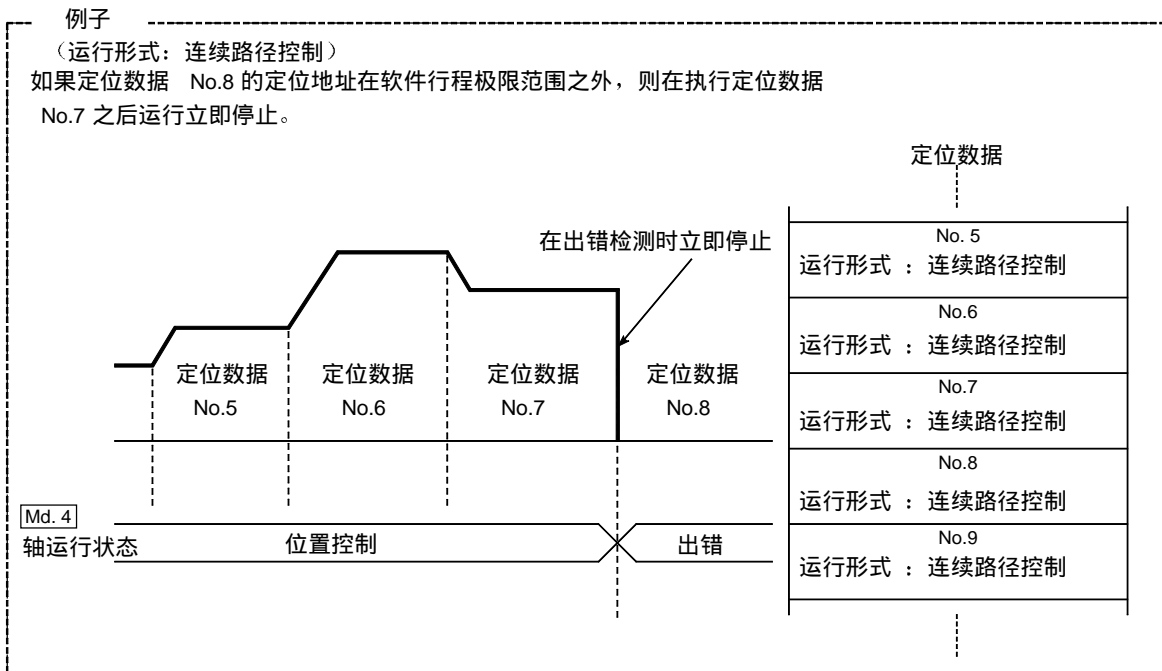 例子
（运行形式：连续路径控制）
如果定位数据 No.8 的定位地址在软件行程极限范围之外，则在执行定位数据
No.7 之后运行立即停止。
定位数据
在出错检测时立即停止
No. 5
运行形式 ：连续路径控制
No.6
运行形式 ：连续路径控制
No.7
运行形式 ：连续路径控制
No.8
运行形式 ：连续路径控制
No.9
运行形式 ：连续路径控制
定位数据
No.5
定位数据
No.6
定位数据
No.7
定位数据
No.8
Md. 4
轴运行状态
位置控制
出错